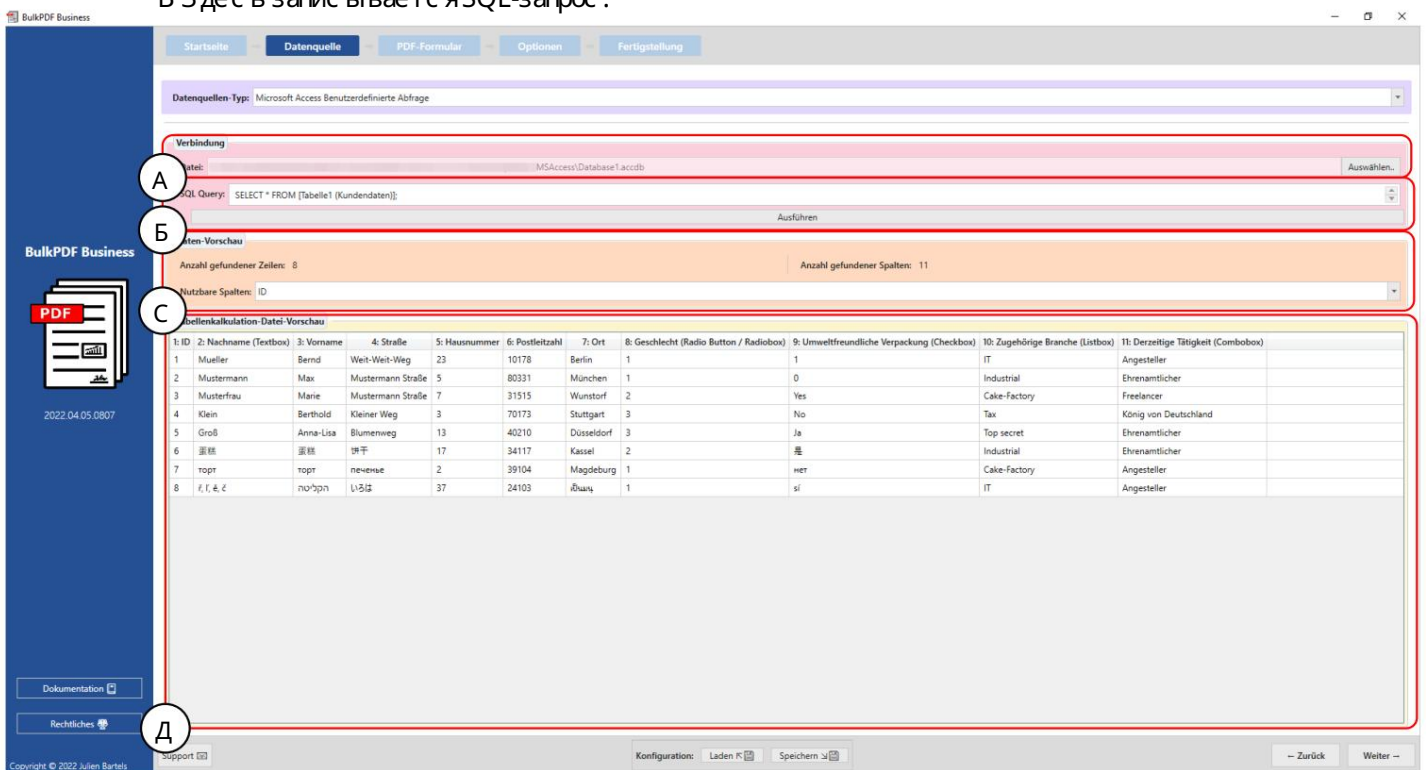 В Здесь записывается SQL-запрос.
BulkPDF Business
Startseite Datenquelle PDF-Formular Optionen Fertigstellung
Datenquellen-Typ: Microsoft Access Benutzerdefinierte Abfrage
Verbindung
Datei: MSAccess\Database1.accdb Auswählen..
А
SQL Query: SELECT * FROM [Tabelle1 (Kundendaten)];
Ausführen
Б
Daten-Vorschau
Anzahl gefundener Zeilen: 8 Anzahl gefundener Spalten: 11
Nutzbare Spalten: ID
С
Tabellenkalkulation-Datei-Vorschau
1: ID 2: Nachname (Textbox) 3: Vorname 4: Straße 5: Hausnummer 6: Postleitzahl 7: Ort 8: Geschlecht (Radio Button / Radiobox) 9: Umweltfreundliche Verpackung (Checkbox) 10: Zugehörige Branche (Listbox) 11: Derzeitige Tätigkeit (Combobox)
1 Mueller Bernd Weit-Weit-Weg 23 10178 Berlin 1 1 IT Angesteller
2 Mustermann Max Mustermann Straße 5 80331 München 1 0 Industrial Ehrenamtlicher
3 Musterfrau Marie Mustermann Straße 7 31515 Wunstorf 2 Yes Cake-Factory Freelancer
4 Klein Berthold Kleiner Weg 3 70173 Stuttgart 3 No Tax König von Deutschland
5 Groß Anna-Lisa Blumenweg 13 40210 Düsseldorf 3 Ja Top secret Ehrenamtlicher
6 蛋糕 蛋糕 饼干 17 34117 Kassel 2 是 Industrial Ehrenamtlicher
7 торт торт печенье 2 39104 Magdeburg 1 нет Cake-Factory Angesteller
8 הקליטה いろは 37 24103 1 sí IT Angesteller
Д
BulkPDF Business
PDF
2022.04.05.0807
Dokumentation
Rechtliches
Copyright © 2022 Julien Bartels
Support Konfiguration: Laden Speichern ← Zurück Weiter →